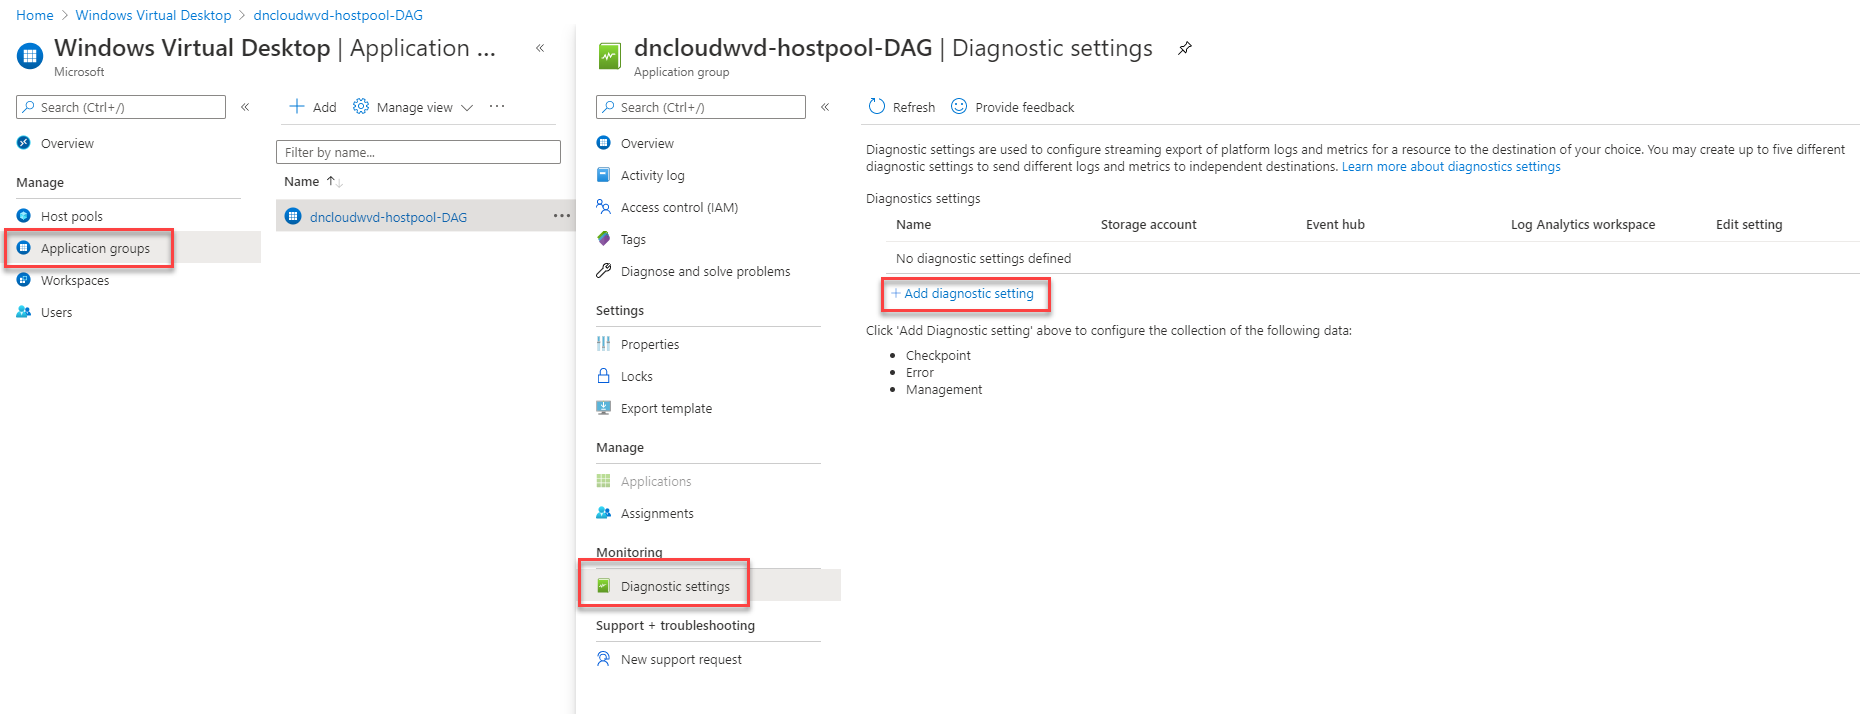 Home > Windows Virtual Desktop > dncloudwvd-hostpool-DAG
Windows Virtual Desktop | Application ...
Microsoft
«
Search (Ctrl+/)
«
Overview
Manage
Host pools
Application groups
Workspaces
Users
+ Add Manage view ···
Filter by name...
Name ↑↓
dncloudwvd-hostpool-DAG ···
dncloudwvd-hostpool-DAG | Diagnostic settings
Application group
Search (Ctrl+/)
«
Overview
Activity log
Access control (IAM)
Tags
Diagnose and solve problems
Settings
Properties
Locks
Export template
Manage
Applications
Assignments
Monitoring
Diagnostic settings
Support + troubleshooting
New support request
Refresh Provide feedback
Diagnostic settings are used to configure streaming export of platform logs and metrics for a resource to the destination of your choice. You may create up to five different
diagnostic settings to send different logs and metrics to independent destinations. Learn more about diagnostics settings
Diagnostics settings
Name Storage account Event hub Log Analytics workspace Edit setting
No diagnostic settings defined
+ Add diagnostic setting
Click 'Add Diagnostic setting' above to configure the collection of the following data:
• Checkpoint
• Error
• Management